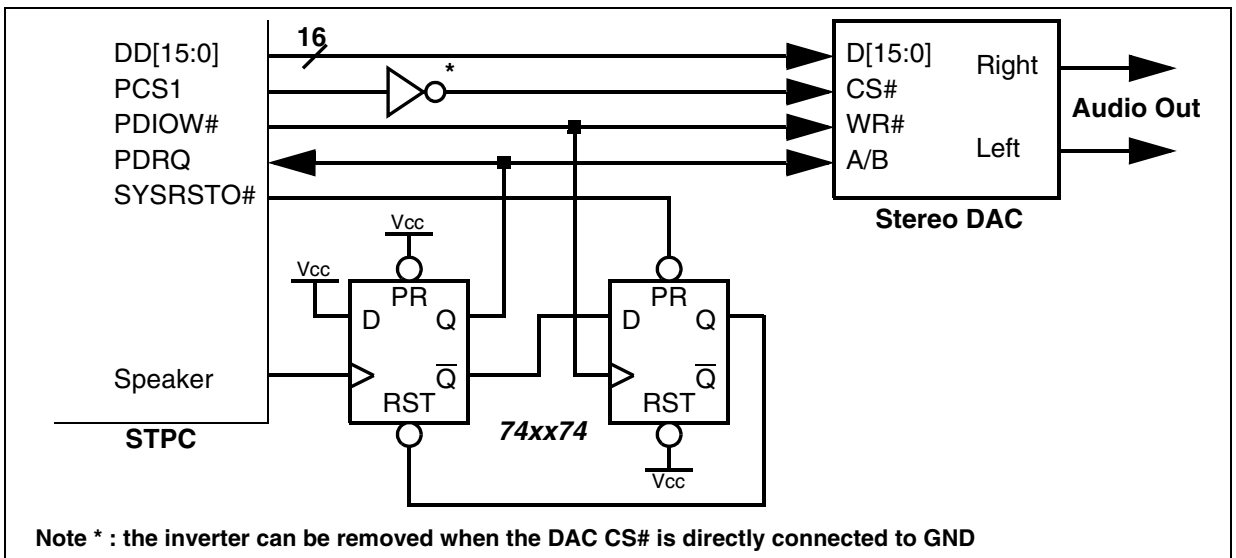 16
DD[15:0]
D[15:0]
Right
*
PCS1
CS#
Audio Out
PDIOW#
WR#
PDRQ
A/B
Left
SYSRSTO#
Stereo DAC
Vcc
Vcc
PR
PR
D
Q
D
Q
Speaker
Q
Q
RST
RST
STPC
74xx74
Vcc
Note * : the inverter can be removed when the DAC CS# is directly connected to GND